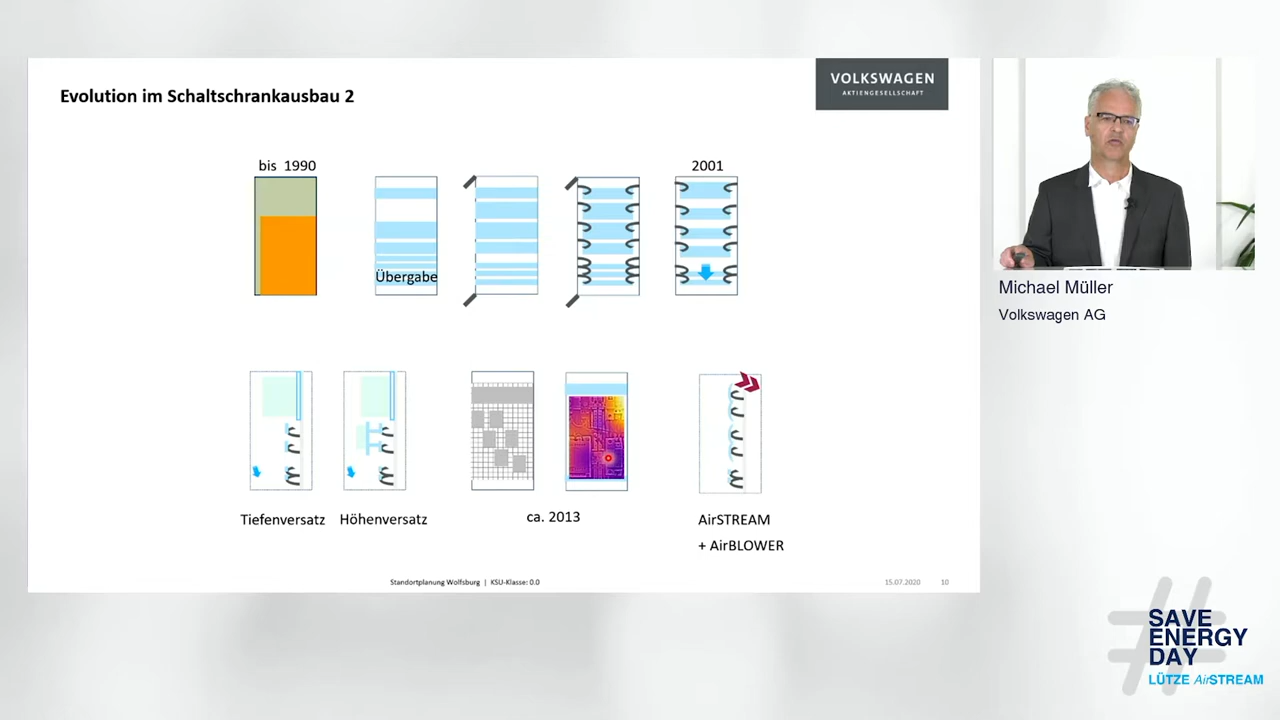 Evolution im Schaltschrankausbau 2
VOLKSWAGEN
AKTIENGESELLSCHAFT
bis 1990
2001
Übergabe
Tiefenversatz
Höhenversatz
ca. 2013
AirSTREAM
+ AirBLOWER
Standortplanung Wolfsburg | KSU-Klasse: 0.0
15.07.2020
10
Michael Müller
Volkswagen AG
#
SAVE
ENERGY
DAY
LÜTZE AirSTREAM